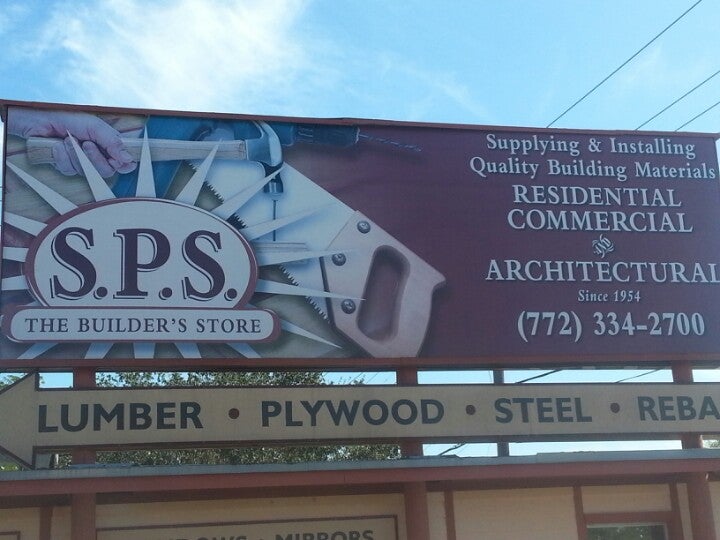 S.P.S.
THE BUILDER'S STORE
Supplying & Installing
Quality Building Materials
RESIDENTIAL
COMMERCIAL
&
ARCHITECTURAL
Since 1954
(772) 334-2700
LUMBER • PLYWOOD • STEEL • REBA
MIRRORS